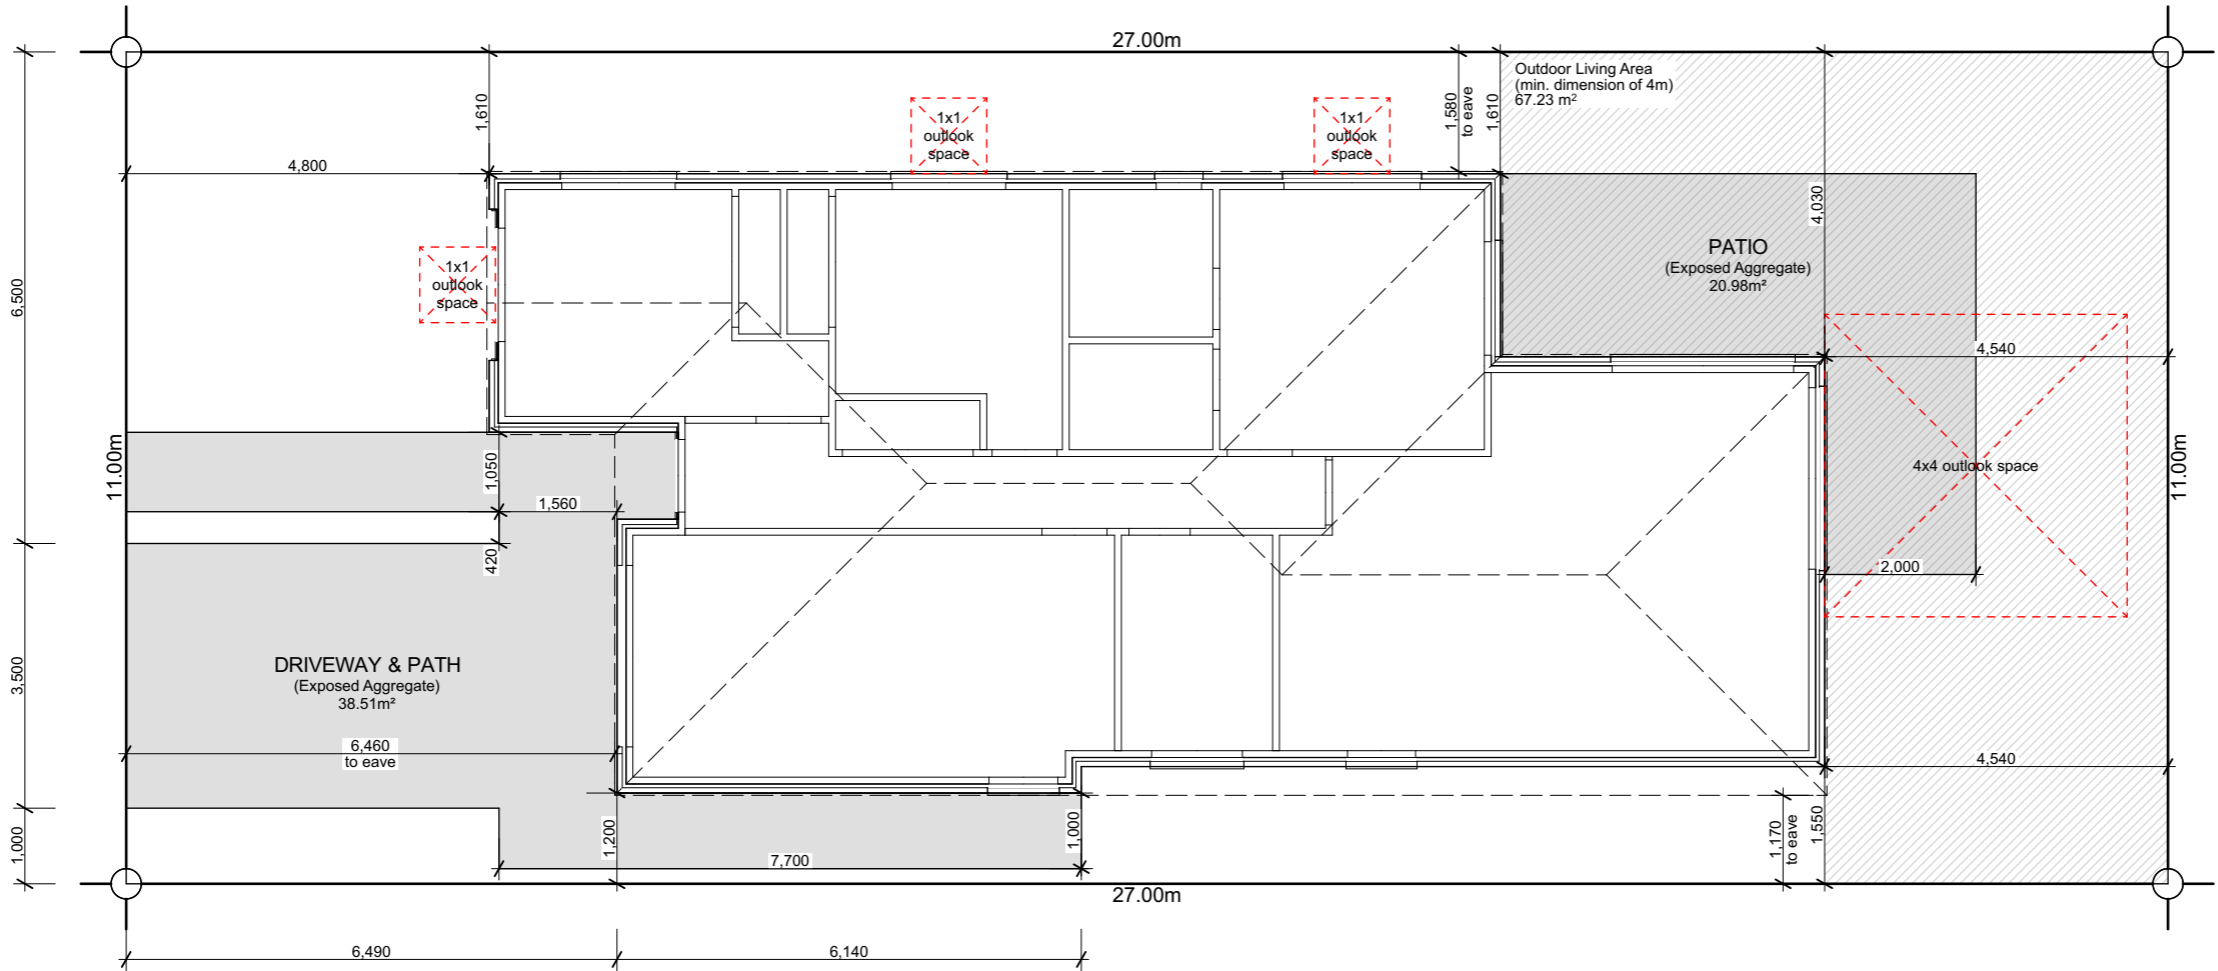 27.00m
Outdoor Living Area
(min. dimension of 4m)
67.23 m²
1,610
1,580
to eave
1,610
1x1
outlook
space
1x1
outlook
space
4,800
4,030
6,500
PATIO
(Exposed Aggregate)
20.98m²
1x1
outlook
space
4,540
11.00m
1,050
4x4 outlook space
11.00m
1,560
420
2,000
3,500
DRIVEWAY & PATH
(Exposed Aggregate)
38.51m²
6,460
to eave
4,540
1,000
1,200
1,000
1,170
to eave
1,550
7,700
27.00m
6,490
6,140